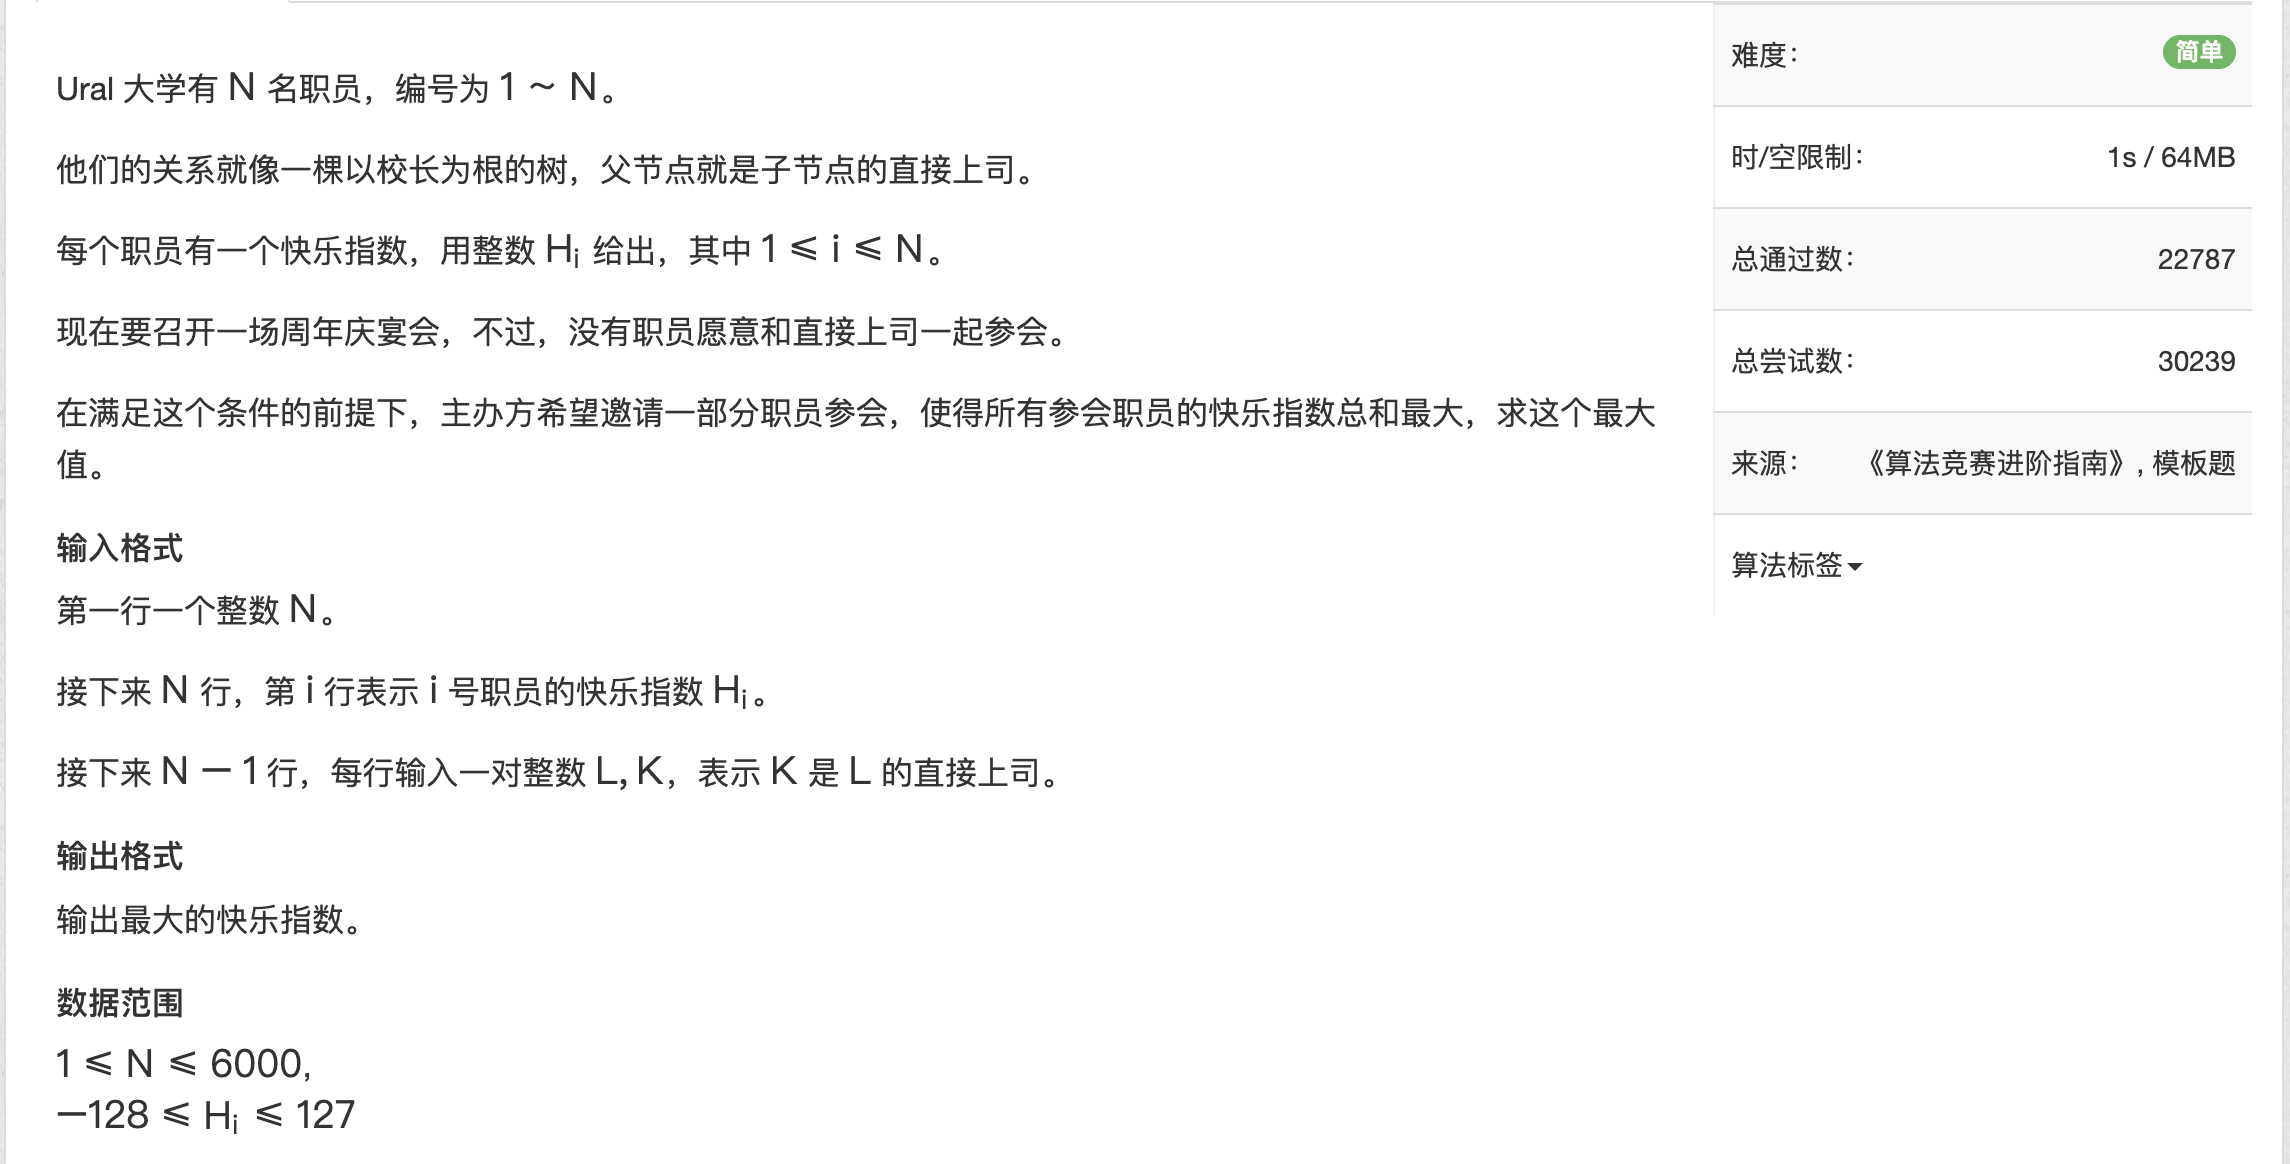 Ural 大学有 N 名职员，编号为 1 ~ N。
他们的关系就像一棵以校长为根的树，父节点就是子节点的直接上司。
每个职员有一个快乐指数，用整数 Hi 给出，其中 1 ⩽ i ⩽ N。
现在要召开一场周年庆宴会，不过，没有职员愿意和直接上司一起参会。
在满足这个条件的前提下，主办方希望邀请一部分职员参会，使得所有参会职员的快乐指数总和最大，求这个最大
值。
输入格式
第一行一个整数 N。
接下来 N 行，第 i 行表示 i 号职员的快乐指数 Hi。
接下来 N − 1 行，每行输入一对整数 L, K，表示 K 是 L 的直接上司。
输出格式
输出最大的快乐指数。
数据范围
1 ⩽ N ⩽ 6000,
−128 ⩽ Hi ⩽ 127
难度： 简单
时/空限制： 1s / 64MB
总通过数： 22787
总尝试数： 30239
来源： 《算法竞赛进阶指南》, 模板题
算法标签